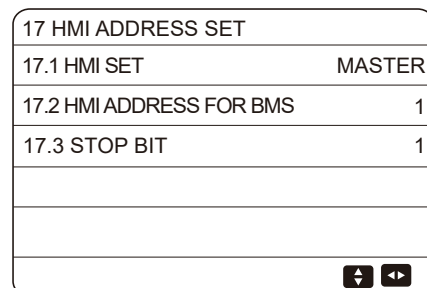 17 HMI ADDRESS SET
17.1 HMI SET MASTER
17.2 HMI ADDRESS FOR BMS 1
17.3 STOP BIT 1